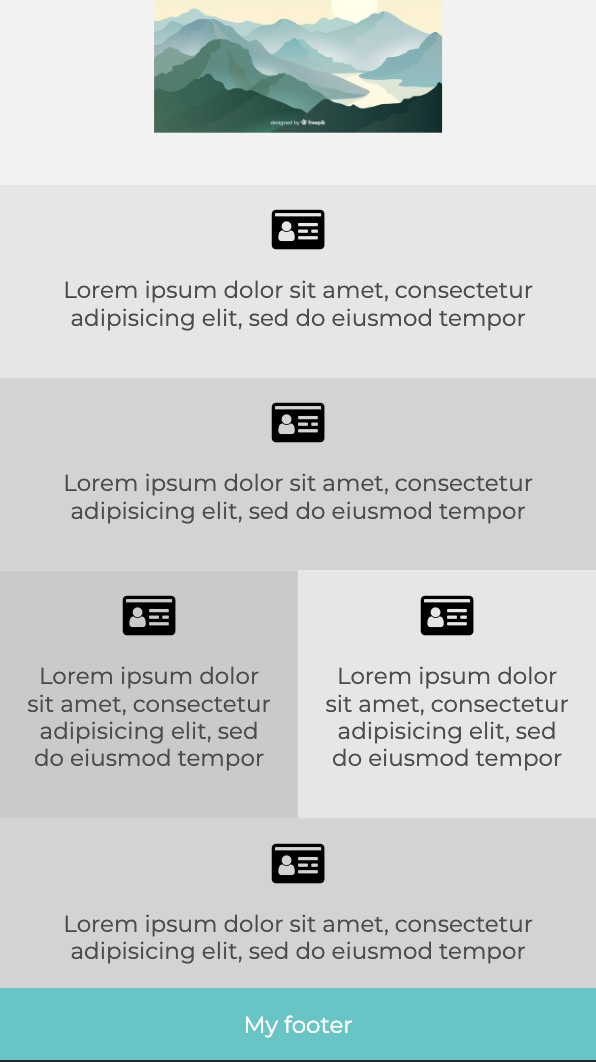 designed by freepik
Lorem ipsum dolor sit amet, consectetur
adipisicing elit, sed do eiusmod tempor
Lorem ipsum dolor sit amet, consectetur
adipisicing elit, sed do eiusmod tempor
Lorem ipsum dolor
sit amet, consectetur
adipisicing elit, sed
do eiusmod tempor
Lorem ipsum dolor
sit amet, consectetur
adipisicing elit, sed
do eiusmod tempor
Lorem ipsum dolor sit amet, consectetur
adipisicing elit, sed do eiusmod tempor
My footer